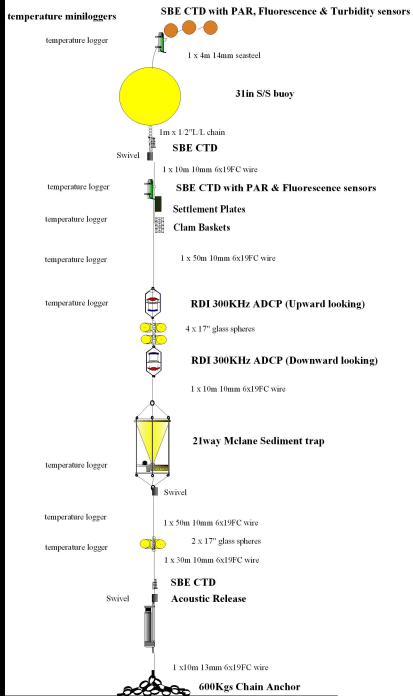 SBE CTD with PAR, Fluorescence & Turbidity sensors
temperature miniloggers
temperature logger
1 x 4m 14mm seasteel
31in S/S buoy
1m x 1/2"L/L chain
SBE CTD
Swivel
1 x 10m 10mm 6x19FC wire
temperature logger
SBE CTD with PAR & Fluorescence sensors
Settlement Plates
temperature logger
Clam Baskets
temperature logger
1 x 50m 10mm 6x19FC wire
temperature logger
RDI 300KHz ADCP (Upward looking)
4 x 17" glass spheres
RDI 300KHz ADCP (Downward looking)
1 x 10m 10mm 6x19FC wire
21way Mclane Sediment trap
temperature logger
Swivel
temperature logger
1 x 50m 10mm 6x19FC wire
2 x 17" glass spheres
temperature logger
1 x 30m 10mm 6x19FC wire
SBE CTD
Swivel
Acoustic Release
1 x10m 13mm 6x19FC wire
600Kgs Chain Anchor